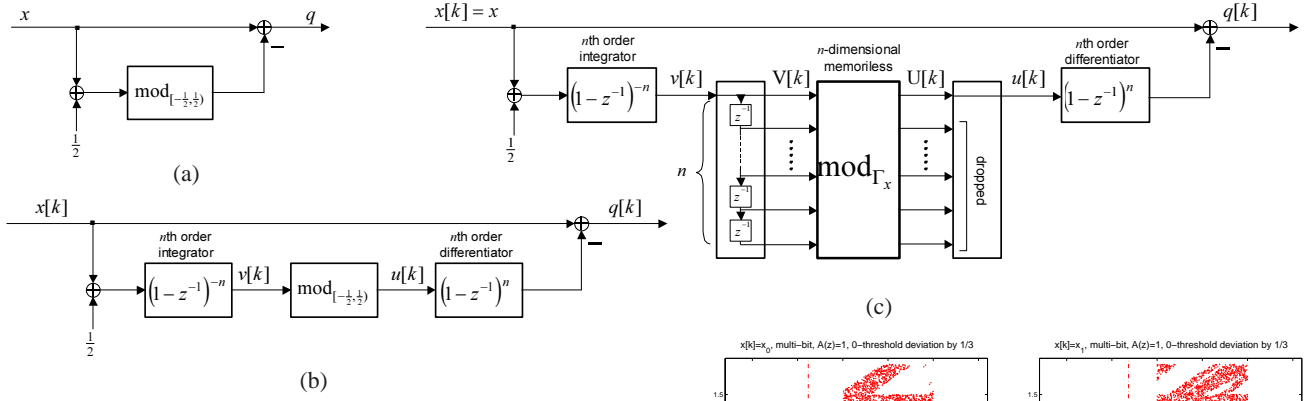 x
q
mod[-1/2,1/2)
1/2
(a)
x[k]
q[k]
nth order
integrator
nth order
differentiator
(1 − z⁻¹)⁻ⁿ
v[k]
mod[-1/2,1/2)
u[k]
(1 − z⁻¹)ⁿ
1/2
(b)
x[k] = x
q[k]
nth order
integrator
n-dimensional
memoriless
nth order
differentiator
(1 − z⁻¹)⁻ⁿ
v[k]
V[k]
U[k]
u[k]
(1 − z⁻¹)ⁿ
z⁻¹
n
modΓx
dropped
z⁻¹
z⁻¹
1/2
(c)
x[k]=x0, multi−bit, A(z)=1, 0−threshold deviation by 1/3
1.5
x[k]=x1, multi−bit, A(z)=1, 0−threshold deviation by 1/3
1.5